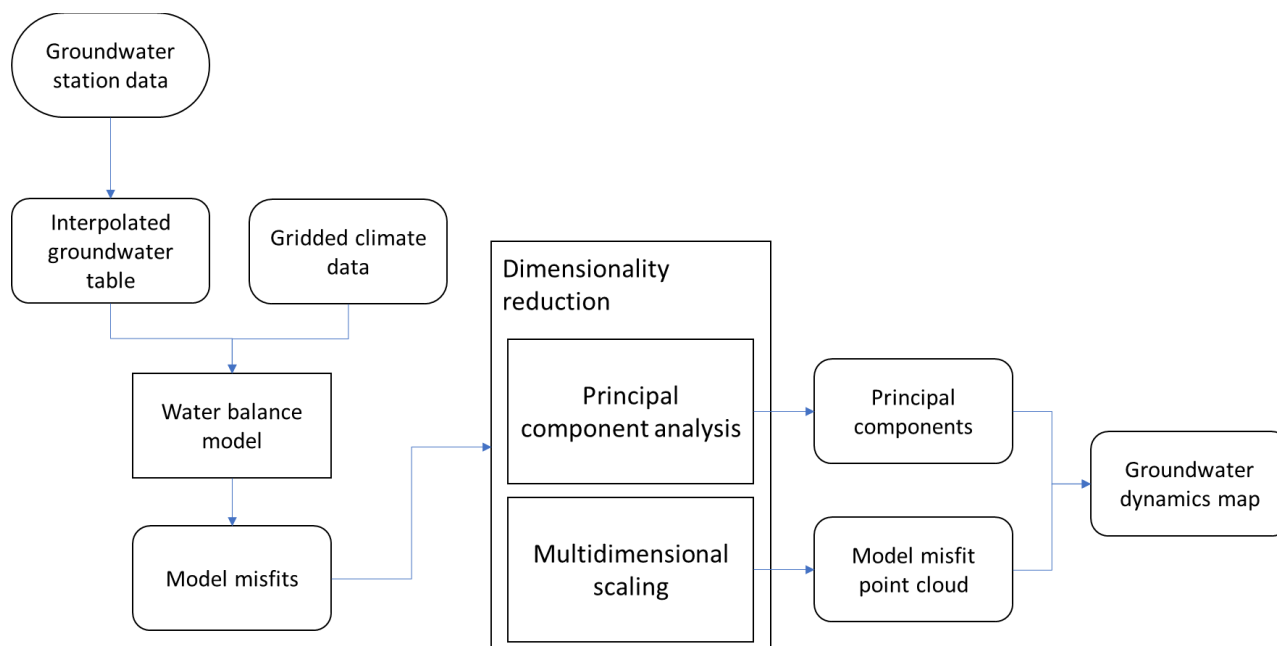 Groundwater
station data
Interpolated
groundwater
table
Gridded climate
data
Water balance
model
Model misfits
Dimensionality
reduction
Principal
component analysis
Multidimensional
scaling
Principal
components
Model misfit
point cloud
Groundwater
dynamics map